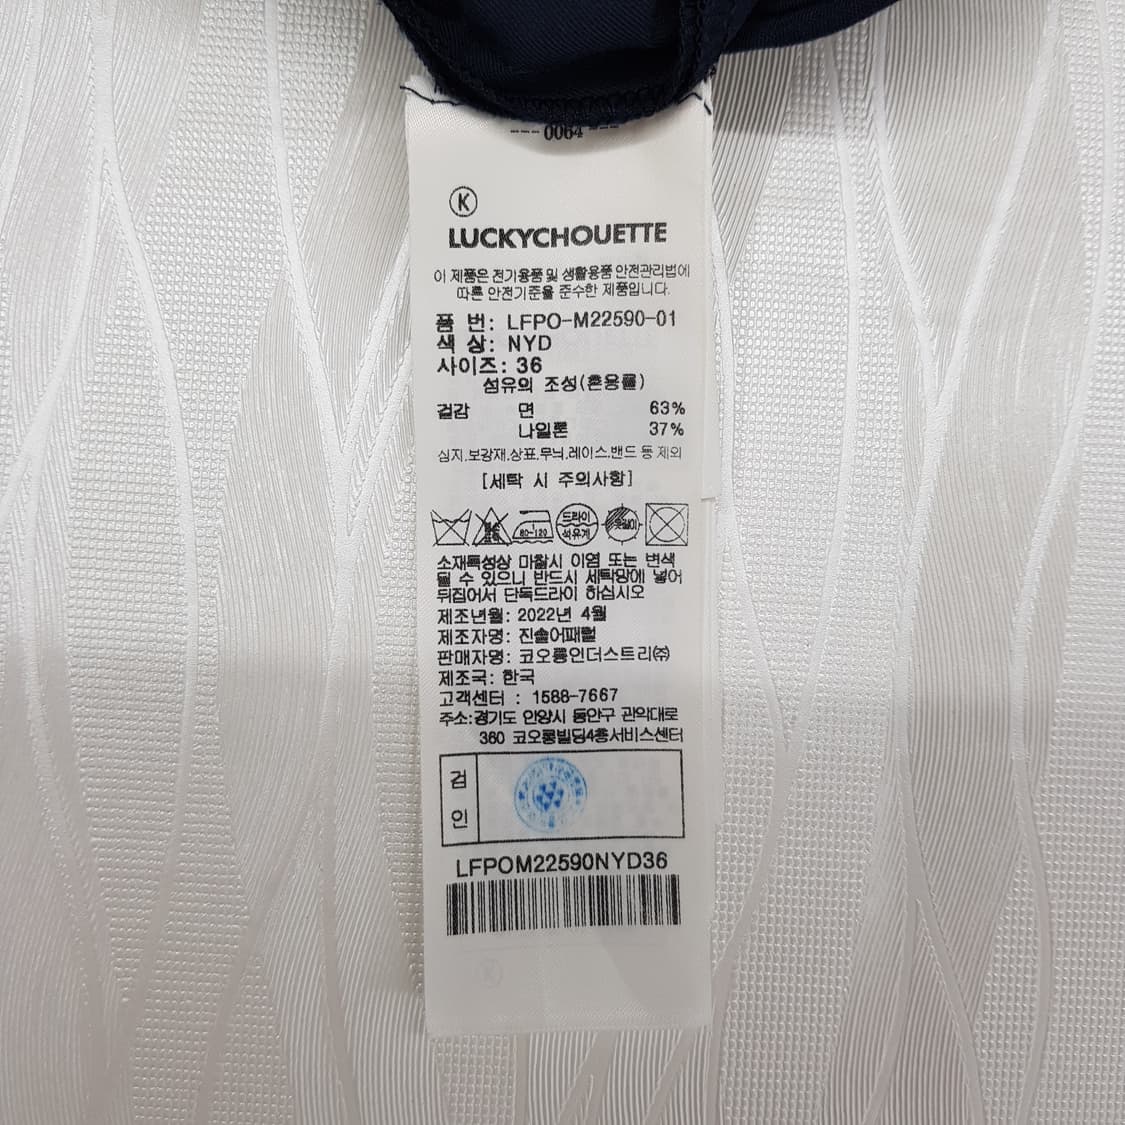 --- 0064 ---
K
LUCKYCHOUETTE
이 제품은 전기용품 및 생활용품 안전관리법에
따른 안전기준을 준수한 제품입니다.
품 번: LFPO-M22590-01
색 상: NYD
사이즈: 36
섬유의 조성(혼용률)
겉감 면 63%
나일론 37%
심지.보강재.상표.무늬.레이스.밴드 등 제외
[세탁 시 주의사항]
80~120 드라이
석유계
소재특성상 마찰시 이염 또는 변색
될 수 있으니 반드시 세탁망에 넣어
뒤집어서 단독드라이 하십시오
제조년월: 2022년 4월
제조자명: 진솔어패럴
판매자명: 코오롱인더스트리㈜
제조국: 한국
고객센터 : 1588-7667
주소:경기도 안양시 동안구 관악대로
360 코오롱빌딩4층서비스센터
검
인
LFPOM22590NYD36
K